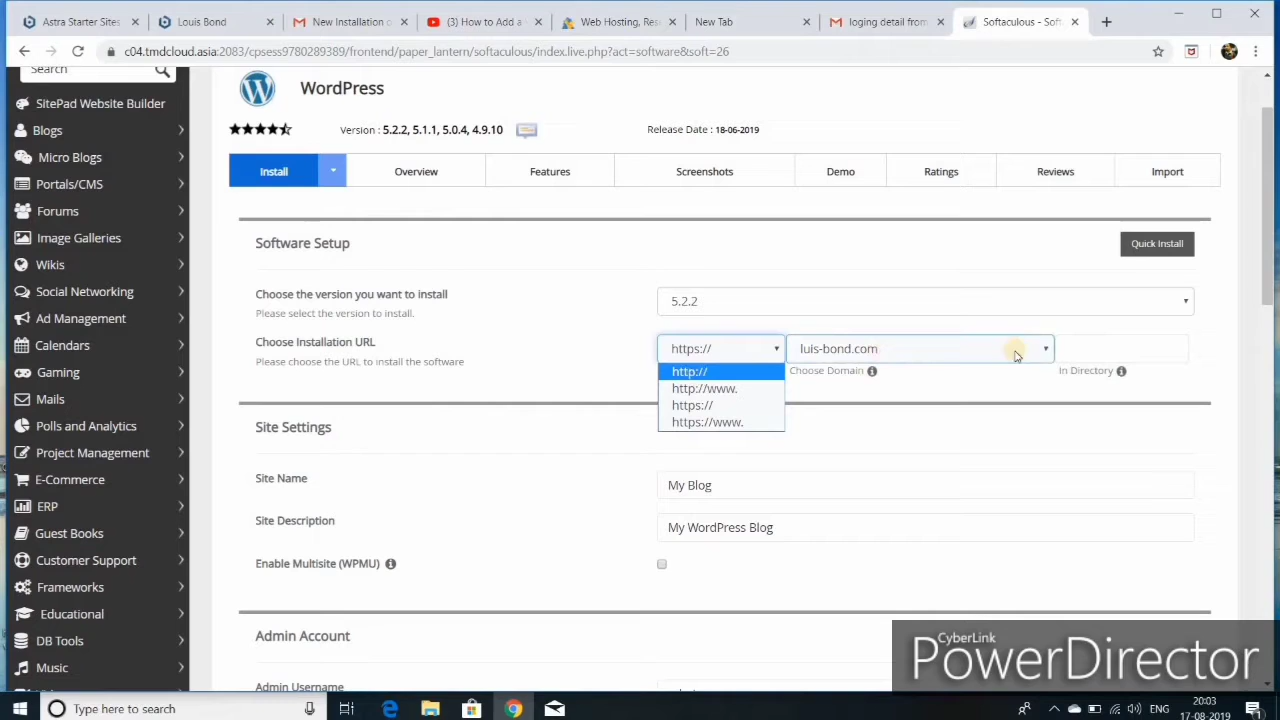 Astra Starter Sites
Louis Bond
New Installation o
(3) How to Add a
Web Hosting, Res
New Tab
loging detail from
Softaculous - Soft
c04.tmdcloud.asia:2083/cpsess9780289389/frontend/paper_lantern/softaculous/index.live.php?act=software&soft=26
Search
SitePad Website Builder
Blogs
Micro Blogs
Portals/CMS
Forums
Image Galleries
Wikis
Social Networking
Ad Management
Calendars
Gaming
Mails
Polls and Analytics
Project Management
E-Commerce
ERP
Guest Books
Customer Support
Frameworks
Educational
DB Tools
Music
WordPress
Version : 5.2.2, 5.1.1, 5.0.4, 4.9.10
Release Date : 18-06-2019
Install
Overview
Features
Screenshots
Demo
Ratings
Reviews
Import
Software Setup
Quick Install
Choose the version you want to install
Please select the version to install.
5.2.2
Choose Installation URL
Please choose the URL to install the software
https://
luis-bond.com
http://
http://www.
https://
https://www.
Choose Domain
In Directory
Site Settings
Site Name
My Blog
Site Description
My WordPress Blog
Enable Multisite (WPMU)
Admin Account
Admin Username
CyberLink
PowerDirector
Type here to search
ENG
20:03
17-08-2019